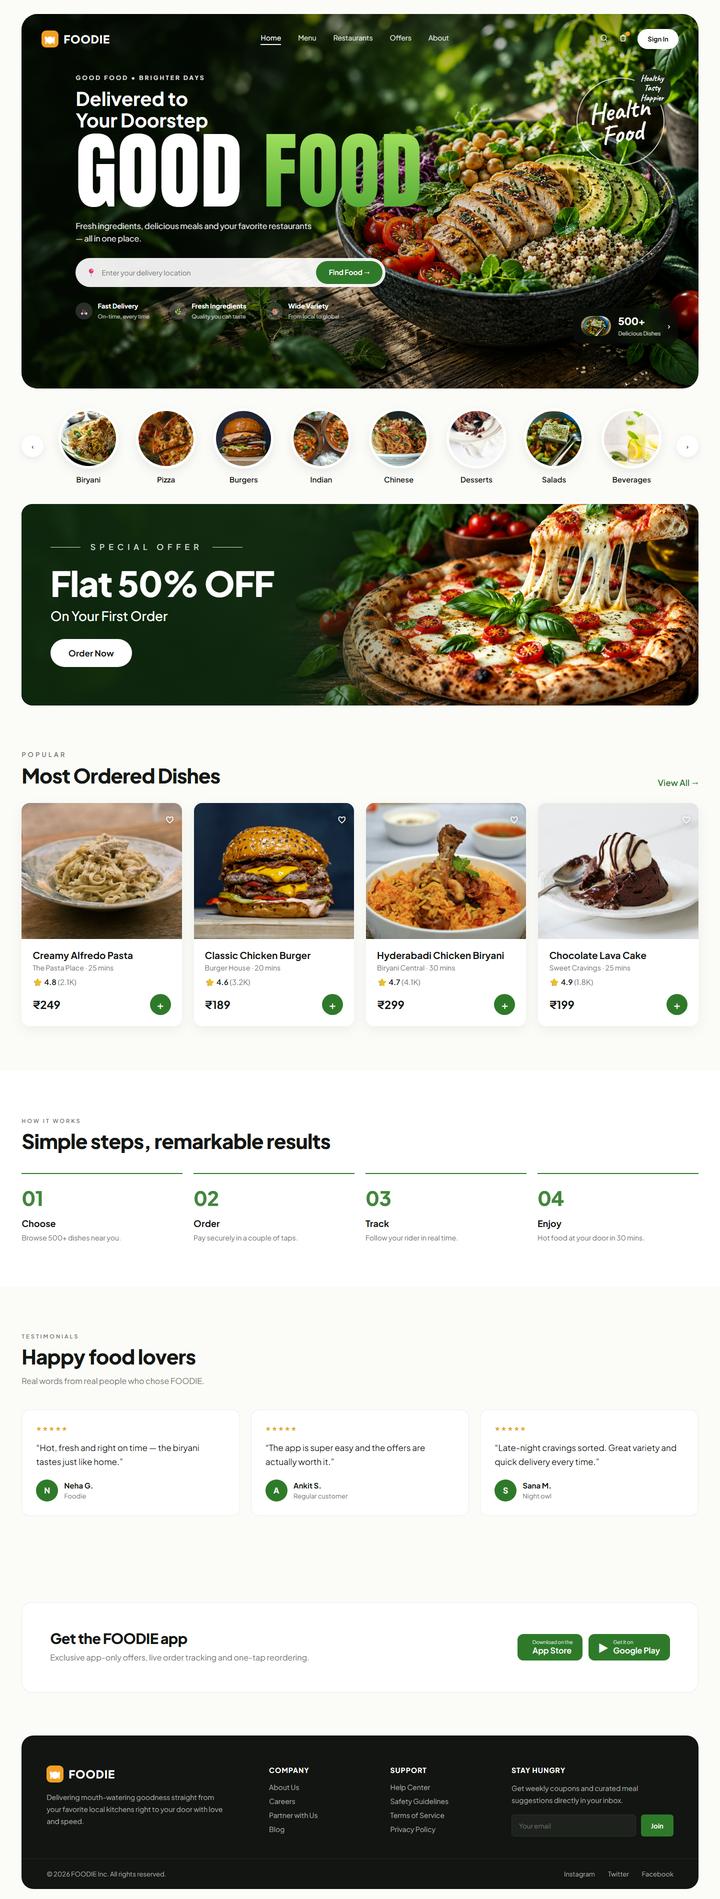 FOODIE
Home
Menu
Restaurants
Offers
About
Sign In
GOOD FOOD • BRIGHTER DAYS
Delivered to
Your Doorstep
GOOD FOOD
Fresh ingredients, delicious meals and your favorite restaurants
— all in one place.
Enter your delivery location
Find Food →
Fast Delivery
On-time, every time
Fresh Ingredients
Quality you can taste
Wide Variety
From local to global
Healthy
Tasty
Happier
Health
Food
500+
Delicious Dishes
›
‹
Biryani
Pizza
Burgers
Indian
Chinese
Desserts
Salads
Beverages
›
SPECIAL OFFER
Flat 50% OFF
On Your First Order
Order Now
POPULAR
Most Ordered Dishes
View All →
Creamy Alfredo Pasta
The Pasta Place · 25 mins
4.8 (2.1K)
₹249
+
Classic Chicken Burger
Burger House · 20 mins
4.6 (3.2K)
₹189
+
Hyderabadi Chicken Biryani
Biryani Central · 30 mins
4.7 (4.1K)
₹299
+
Chocolate Lava Cake
Sweet Cravings · 25 mins
4.9 (1.8K)
₹199
+
HOW IT WORKS
Simple steps, remarkable results
01
Choose
Browse 500+ dishes near you.
02
Order
Pay securely in a couple of taps.
03
Track
Follow your rider in real time.
04
Enjoy
Hot food at your door in 30 mins.
TESTIMONIALS
Happy food lovers
Real words from real people who chose FOODIE.
★★★★★
"Hot, fresh and right on time — the biryani
tastes just like home."
N
Neha G.
Foodie
★★★★★
"The app is super easy and the offers are
actually worth it."
A
Ankit S.
Regular customer
★★★★★
"Late-night cravings sorted. Great variety and
quick delivery every time."
S
Sana M.
Night owl
Get the FOODIE app
Exclusive app-only offers, live order tracking and one-tap reordering.
Download on the
App Store
Get it on
Google Play
FOODIE
Delivering mouth-watering goodness straight from
your favorite local kitchens right to your door with love
and speed.
COMPANY
About Us
Careers
Partner with Us
Blog
SUPPORT
Help Center
Safety Guidelines
Terms of Service
Privacy Policy
STAY HUNGRY
Get weekly coupons and curated meal
suggestions directly in your inbox.
Your email
Join
© 2026 FOODIE Inc. All rights reserved.
Instagram
Twitter
Facebook